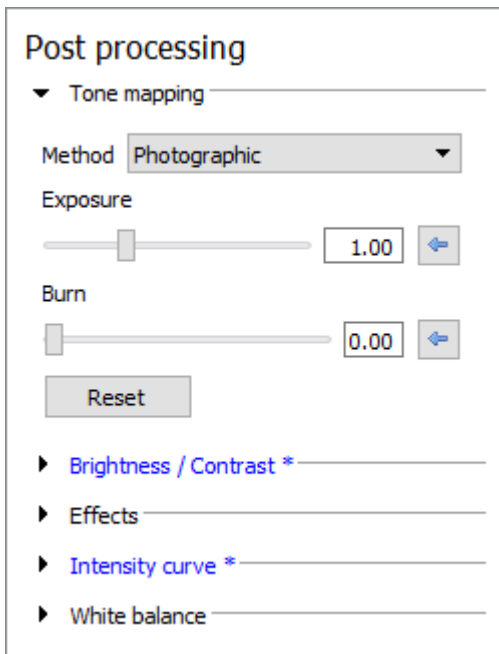 Post processing
Tone mapping
Method Photographic
Exposure
1.00
Burn
0.00
Reset
Brightness / Contrast *
Effects
Intensity curve *
White balance